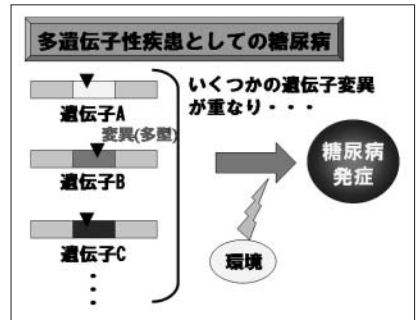 多遺伝子性疾患としての糖尿病
いくつかの遺伝子変異
が重なり・・・
遺伝子A
変異(多型)
遺伝子B
遺伝子C
・・・
糖尿病
発症
環境